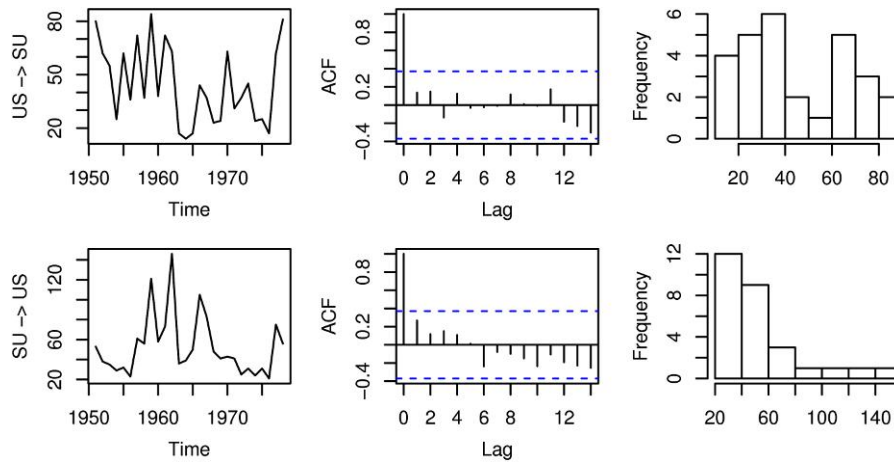 US -> SU
20 50 80
1950 1960 1970
Time
ACF
-0.4 0.2 0.8
0 2 4 6 8 12
Lag
Frequency
0 2 4 6
20 40 60 80
SU -> US
20 60 120
1950 1960 1970
Time
ACF
-0.4 0.2 0.8
0 2 4 6 8 12
Lag
Frequency
0 4 8 12
20 60 100 140